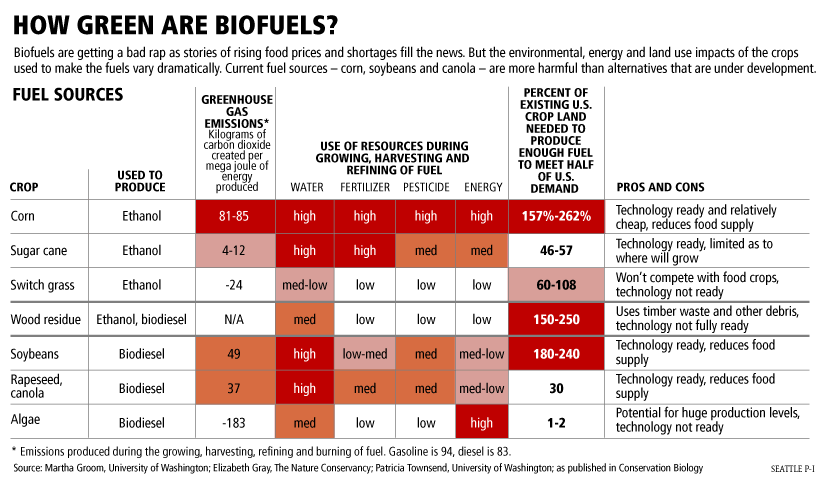 HOW GREEN ARE BIOFUELS?
Biofuels are getting a bad rap as stories of rising food prices and shortages fill the news. But the environmental, energy and land use impacts of the crops
used to make the fuels vary dramatically. Current fuel sources – corn, soybeans and canola – are more harmful than alternatives that are under development.
FUEL SOURCES
CROP
USED TO
PRODUCE
GREENHOUSE
GAS
EMISSIONS*
Kilograms of
carbon dioxide
created per
mega joule of
energy
produced
USE OF RESOURCES DURING
GROWING, HARVESTING AND
REFINING OF FUEL
WATER FERTILIZER PESTICIDE ENERGY
PERCENT OF
EXISTING U.S.
CROP LAND
NEEDED TO
PRODUCE
ENOUGH FUEL
TO MEET HALF
OF U.S.
DEMAND
PROS AND CONS
Corn Ethanol 81-85 high high high high 157%-262% Technology ready and relatively
cheap, reduces food supply
Sugar cane Ethanol 4-12 high high med med 46-57 Technology ready, limited as to
where will grow
Switch grass Ethanol -24 med-low low low low 60-108 Won’t compete with food crops,
technology not ready
Wood residue Ethanol, biodiesel N/A med low low low 150-250 Uses timber waste and other debris,
technology not fully ready
Soybeans Biodiesel 49 high low-med med med-low 180-240 Technology ready, reduces food
supply
Rapeseed,
canola Biodiesel 37 high med med med-low 30 Technology ready, reduces food
supply
Algae Biodiesel -183 med low low high 1-2 Potential for huge production levels,
technology not ready
* Emissions produced during the growing, harvesting, refining and burning of fuel. Gasoline is 94, diesel is 83.
Source: Martha Groom, University of Washington; Elizabeth Gray, The Nature Conservancy; Patricia Townsend, University of Washington; as published in Conservation Biology
SEATTLE P-I